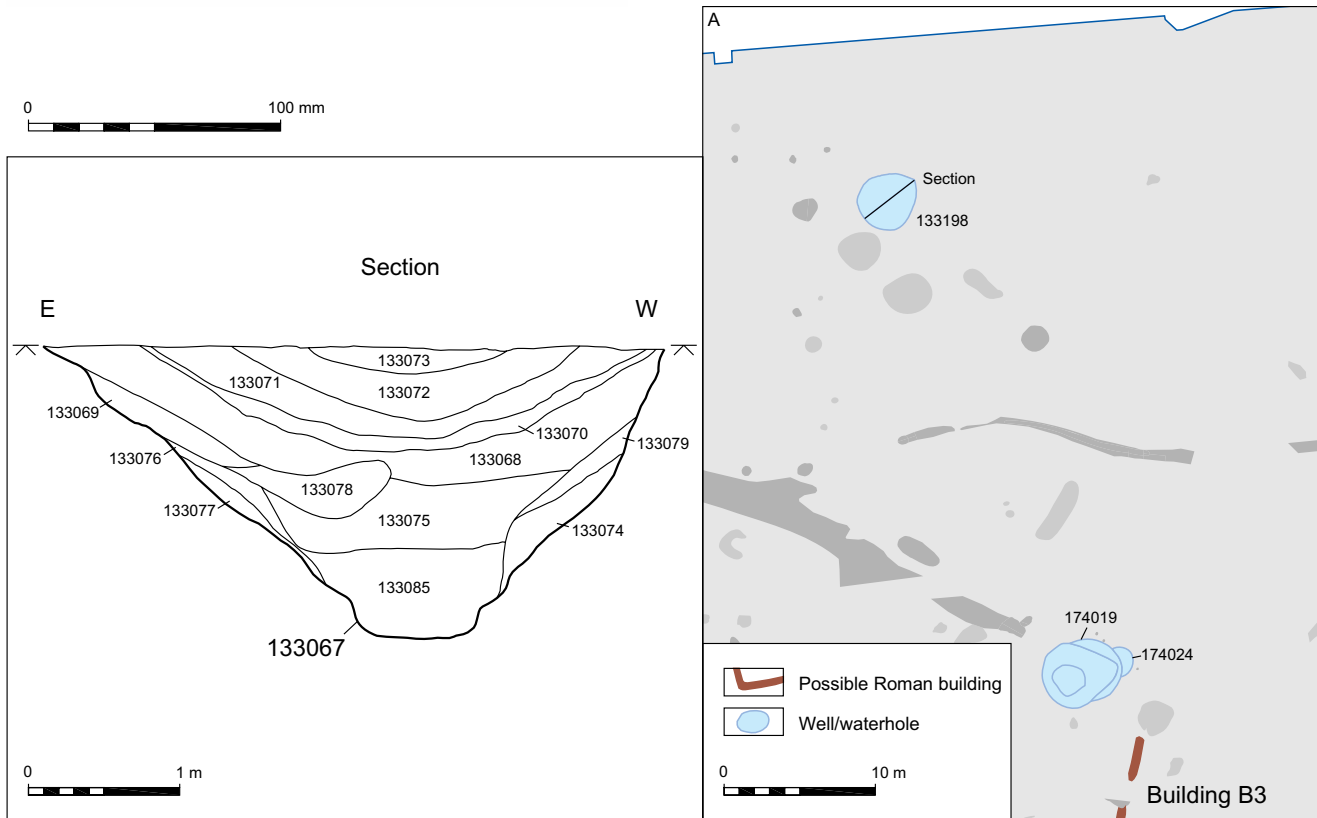 0 100 mm
Section
E W
133073
133071
133072
133069
133070
133079
133068
133076
133078
133077
133075
133074
133085
133067
0 1 m
A
Section
133198
174019
174024
Possible Roman building
Well/waterhole
0 10 m
Building B3